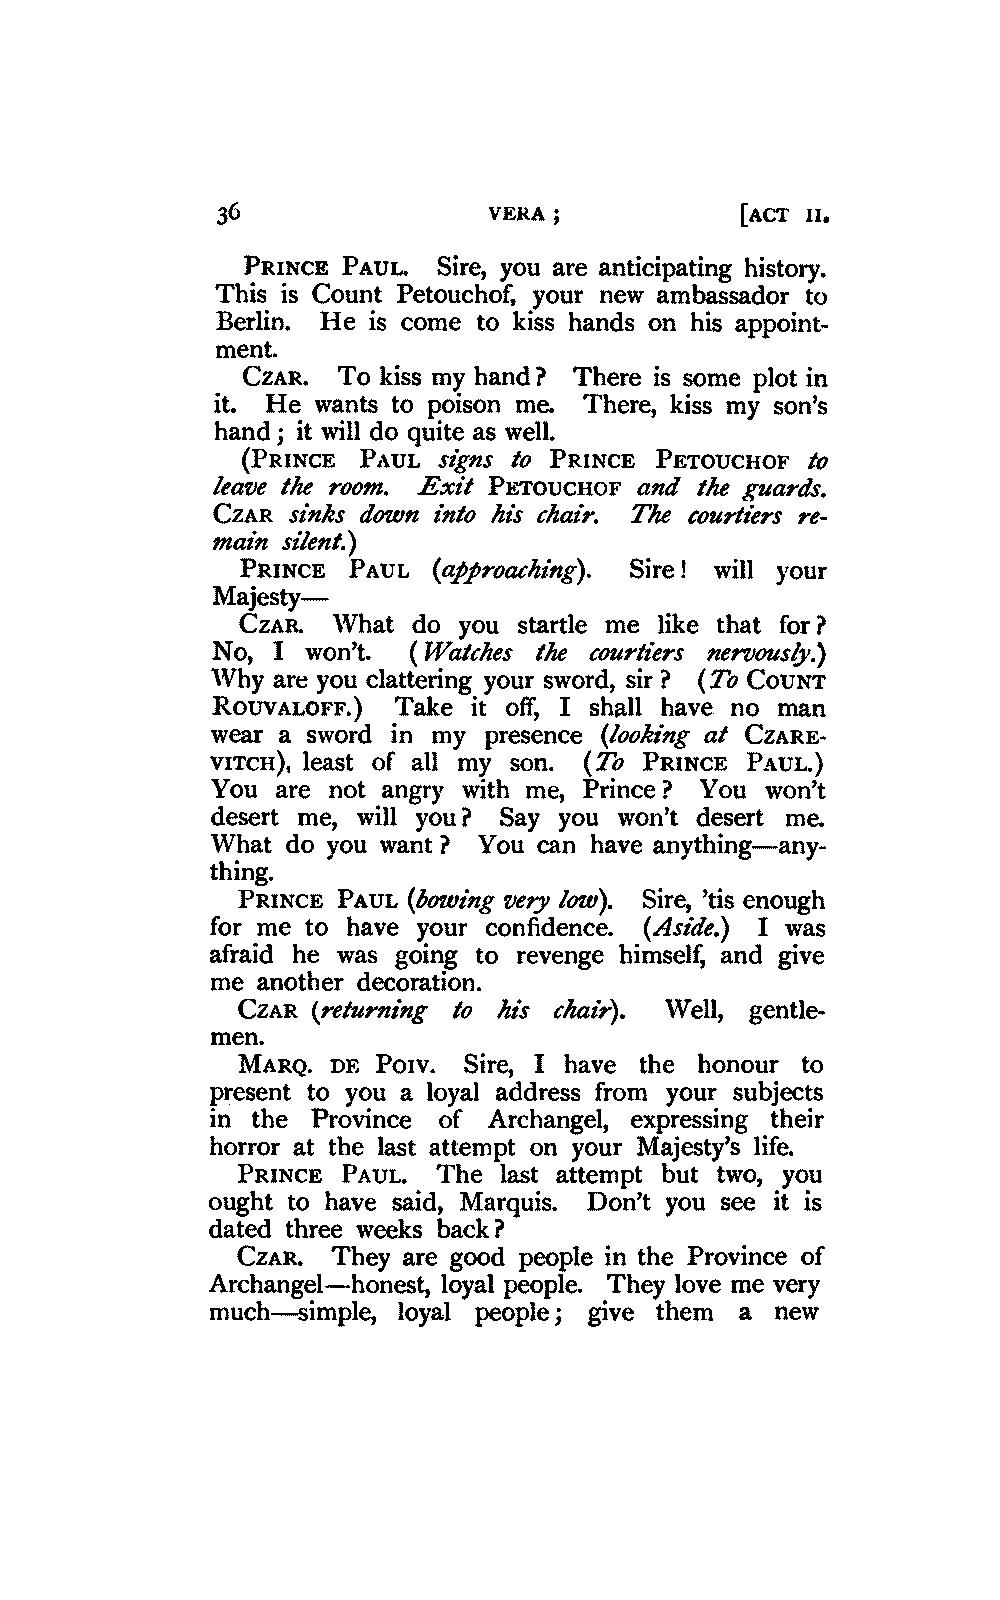 36 VERA ; [ACT II.
PRINCE PAUL. Sire, you are anticipating history.
This is Count Petouchof, your new ambassador to
Berlin. He is come to kiss hands on his appoint-
ment.
CZAR. To kiss my hand ? There is some plot in
it. He wants to poison me. There, kiss my son's
hand ; it will do quite as well.
(PRINCE PAUL signs to PRINCE PETOUCHOF to
leave the room. Exit PETOUCHOF and the guards.
CZAR sinks down into his chair. The courtiers re-
main silent.)
PRINCE PAUL (approaching). Sire ! will your
Majesty—
CZAR. What do you startle me like that for ?
No, I won't. (Watches the courtiers nervously.)
Why are you clattering your sword, sir ? (To COUNT
ROUVALOFF.) Take it off, I shall have no man
wear a sword in my presence (looking at CZARE-
VITCH), least of all my son. (To PRINCE PAUL.)
You are not angry with me, Prince ? You won't
desert me, will you ? Say you won't desert me.
What do you want ? You can have anything—any-
thing.
PRINCE PAUL (bowing very low). Sire, 'tis enough
for me to have your confidence. (Aside.) I was
afraid he was going to revenge himself, and give
me another decoration.
CZAR (returning to his chair). Well, gentle-
men.
MARQ. DE POIV. Sire, I have the honour to
present to you a loyal address from your subjects
in the Province of Archangel, expressing their
horror at the last attempt on your Majesty's life.
PRINCE PAUL. The last attempt but two, you
ought to have said, Marquis. Don't you see it is
dated three weeks back ?
CZAR. They are good people in the Province of
Archangel—honest, loyal people. They love me very
much—simple, loyal people ; give them a new